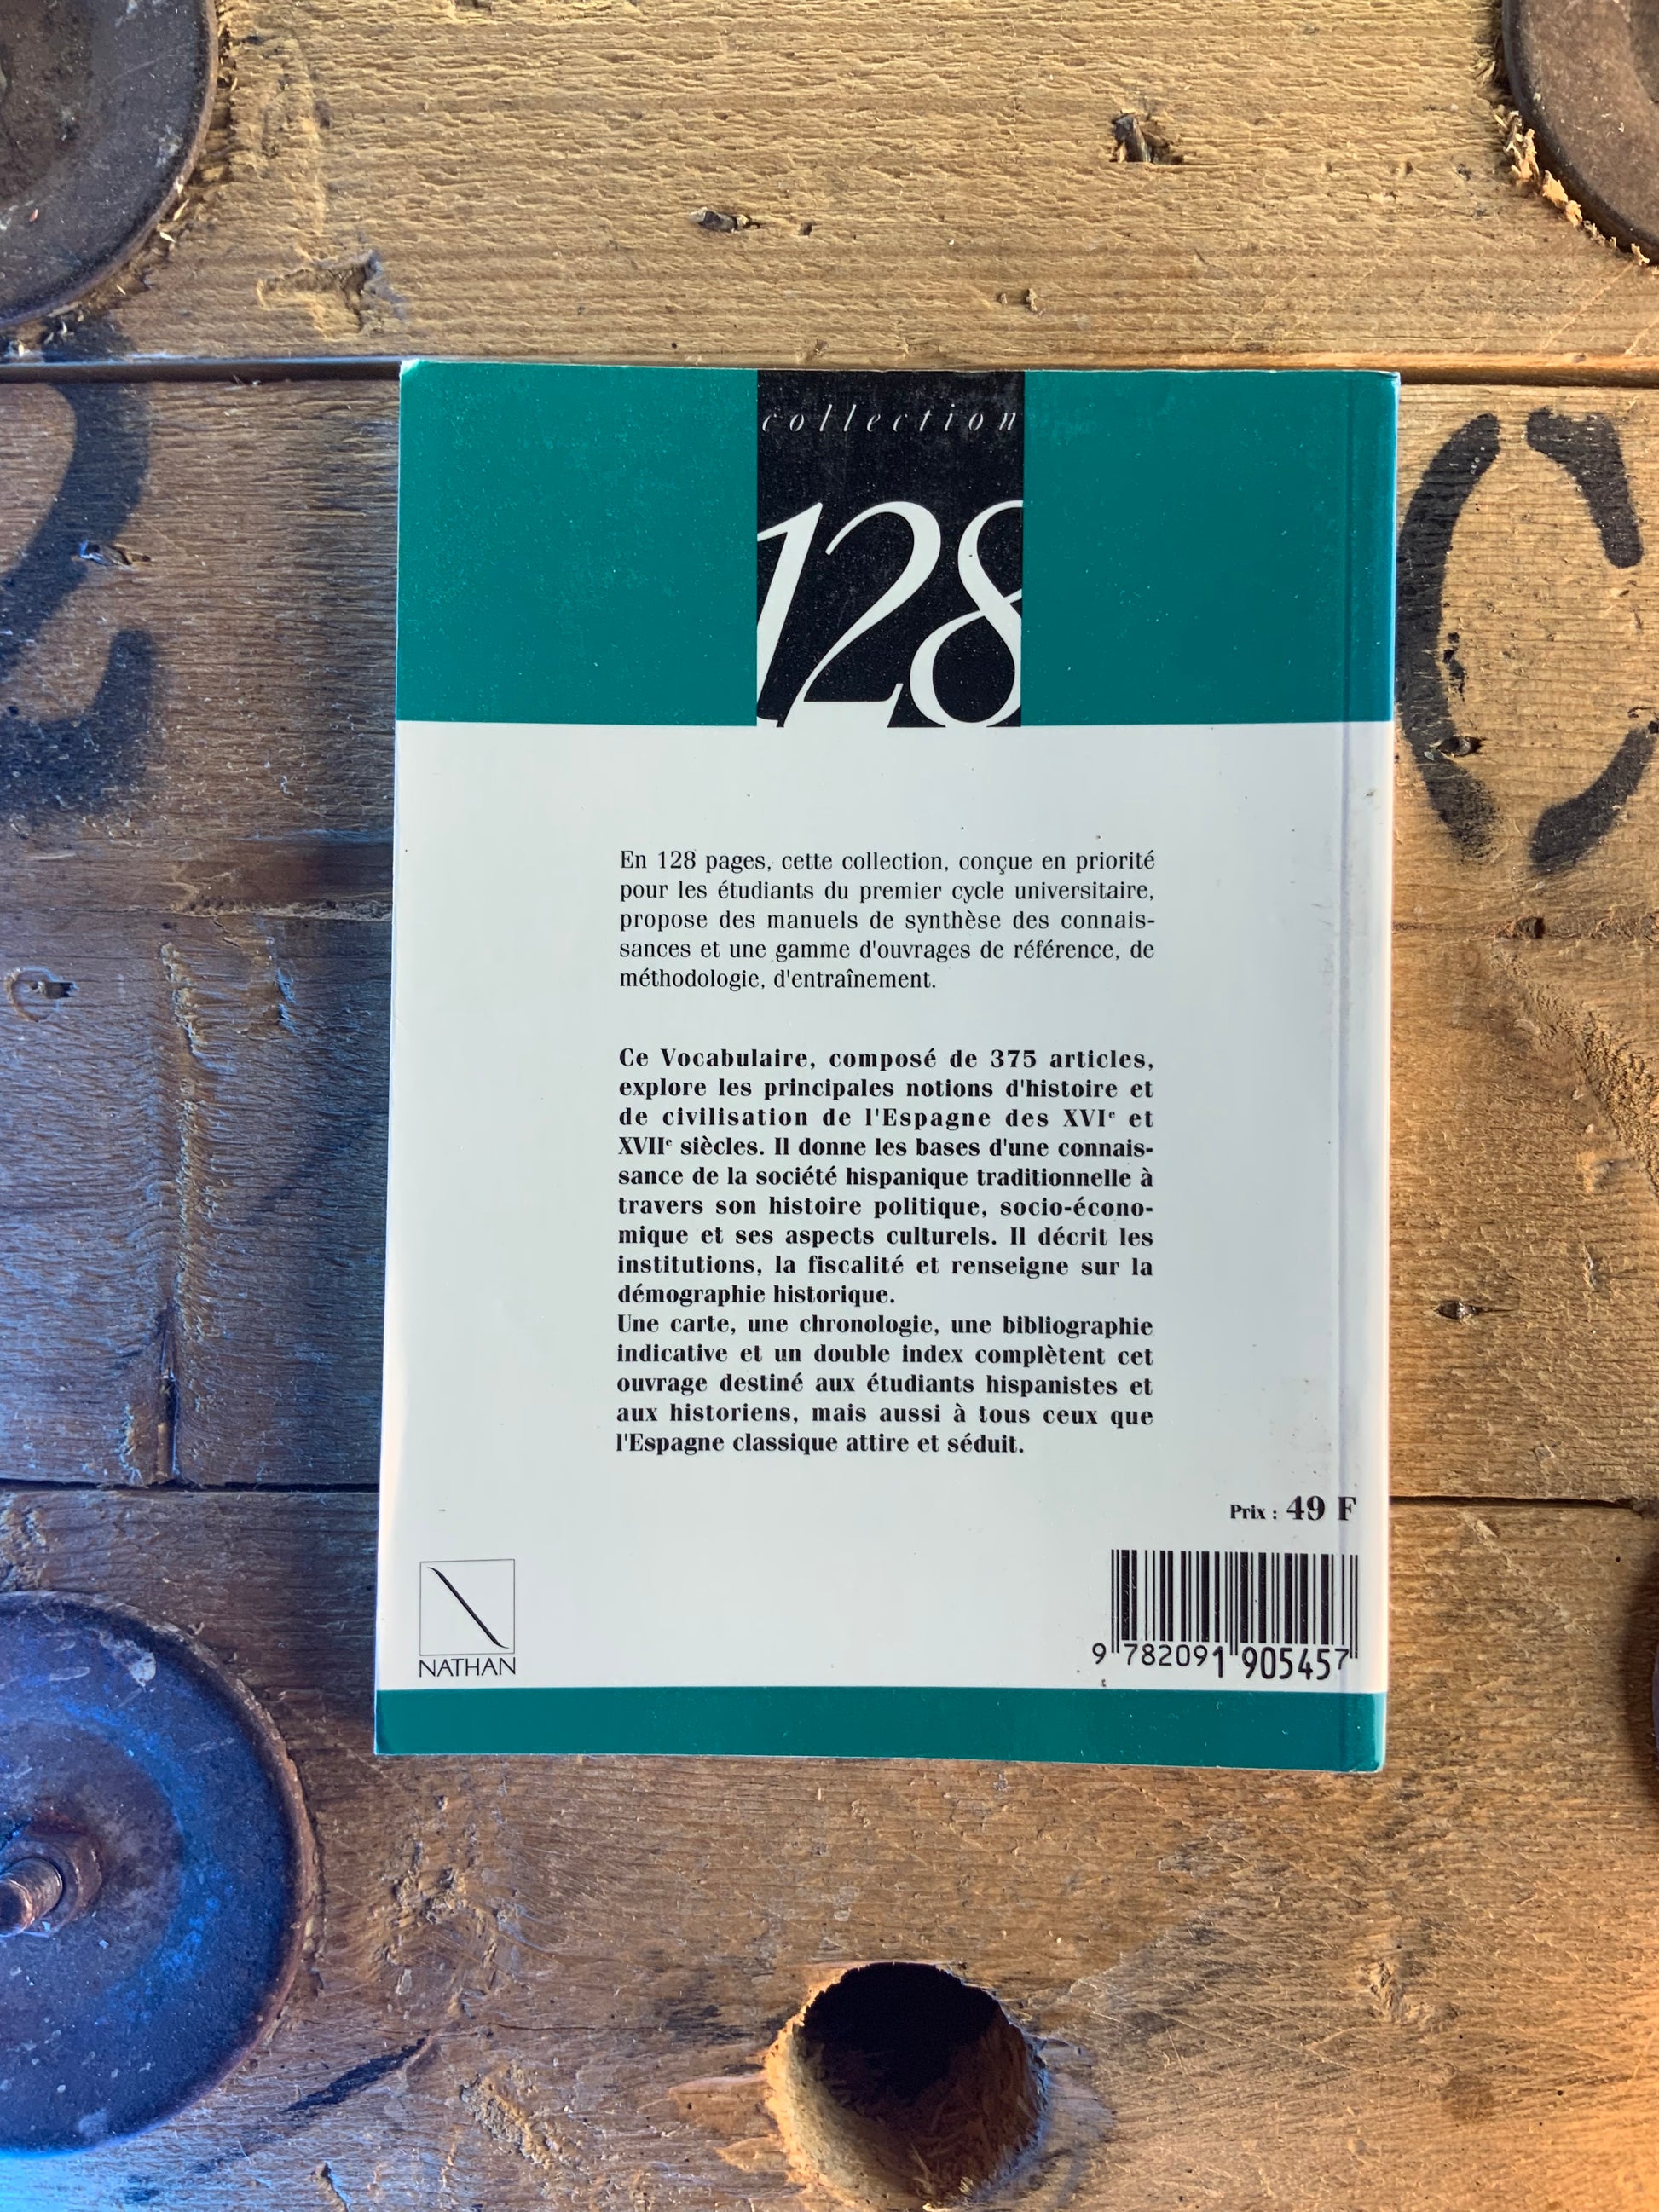 collection
128
C
En 128 pages, cette collection, conçue en priorité
pour les étudiants du premier cycle universitaire,
propose des manuels de synthèse des connais-
sances et une gamme d'ouvrages de référence, de
méthodologie, d'entraînement.
Ce Vocabulaire, composé de 375 articles,
explore les principales notions d'histoire et
de civilisation de l'Espagne des XVIe et
XVIIe siècles. Il donne les bases d'une connais-
sance de la société hispanique traditionnelle à
travers son histoire politique, socio-écono-
mique et ses aspects culturels. Il décrit les
institutions, la fiscalité et renseigne sur la
démographie historique.
Une carte, une chronologie, une bibliographie
indicative et un double index complètent cet
ouvrage destiné aux étudiants hispanistes et
aux historiens, mais aussi à tous ceux que
l'Espagne classique attire et séduit.
Prix : 49 F
NATHAN
9 782091 905457